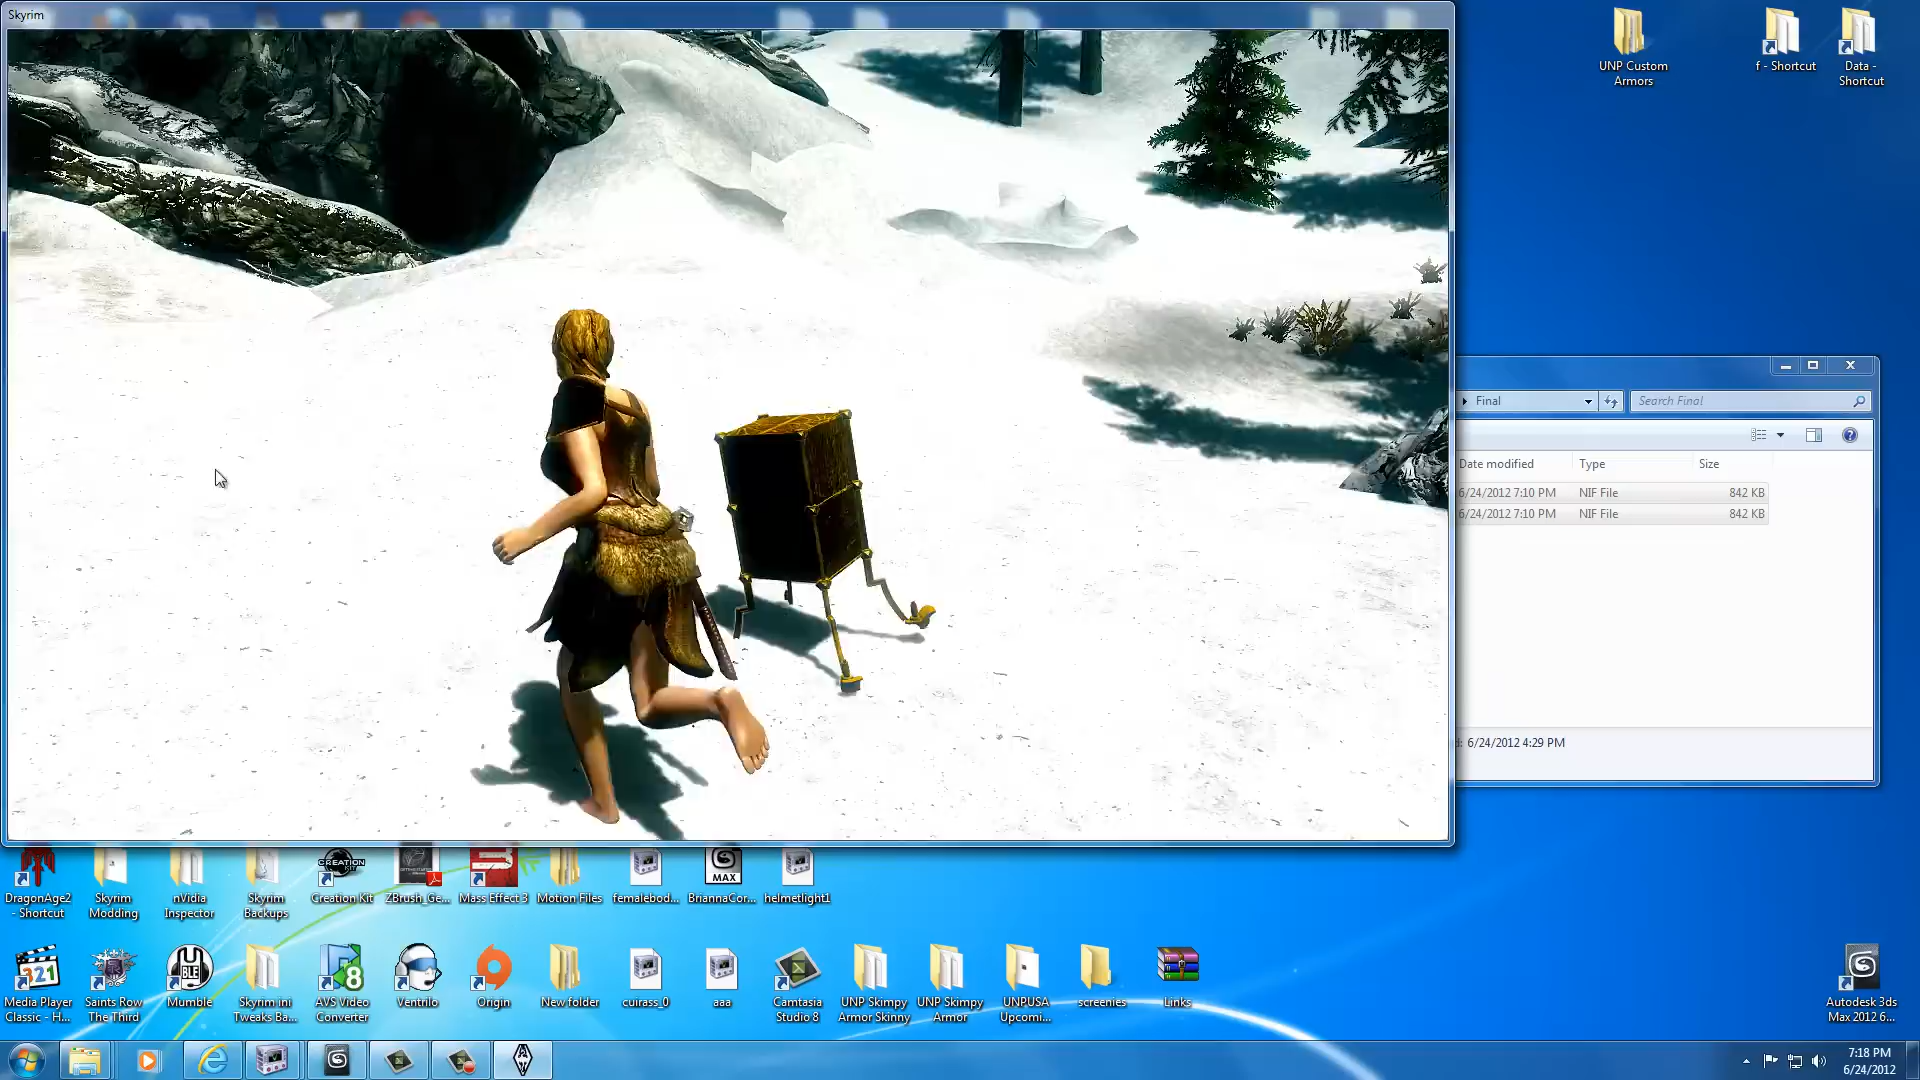 Skyrim
UNP Custom
Armors
f - Shortcut
Data -
Shortcut
Final
Search Final
Date modified
Type
Size
6/24/2012 7:10 PM
NIF File
842 KB
6/24/2012 7:10 PM
NIF File
842 KB
d: 6/24/2012 4:29 PM
CREATION
KIT
MAX
DragonAge2
- Shortcut
Skyrim
Modding
nVidia
Inspector
Skyrim
Backups
Creation Kit
ZBrush_Ge...
Mass Effect 3
Motion Files
femalebod...
BriannaCor...
helmetlight1
321
BLE
8
Media Player
Classic - H...
Saints Row
The Third
Mumble
Skyrim ini
Tweaks Ba...
AVS Video
Converter
Ventrilo
Origin
New folder
cuirass_0
aaa
Camtasia
Studio 8
UNP Skimpy
Armor Skinny
UNP Skimpy
Armor
UNPUSA
Upcomi...
screenies
Links
Autodesk 3ds
Max 2012 6...
7:18 PM
6/24/2012